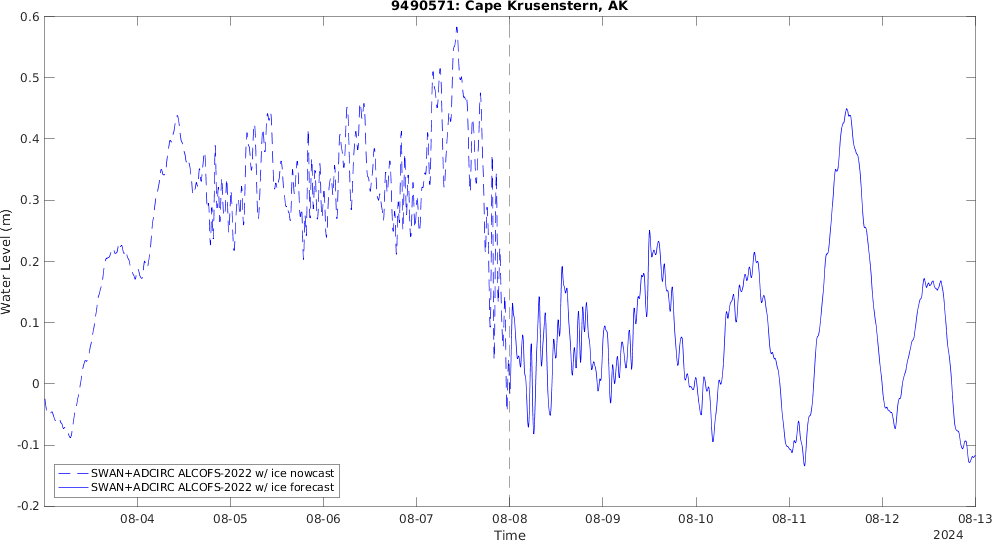 9490571: Cape Krusenstern, AK
Water Level (m)
0.6
0.5
0.4
0.3
0.2
0.1
0
-0.1
-0.2
SWAN+ADCIRC ALCOFS-2022 w/ ice nowcast
SWAN+ADCIRC ALCOFS-2022 w/ ice forecast
08-04 08-05 08-06 08-07 08-08 08-09 08-10 08-11 08-12 08-13
Time
2024